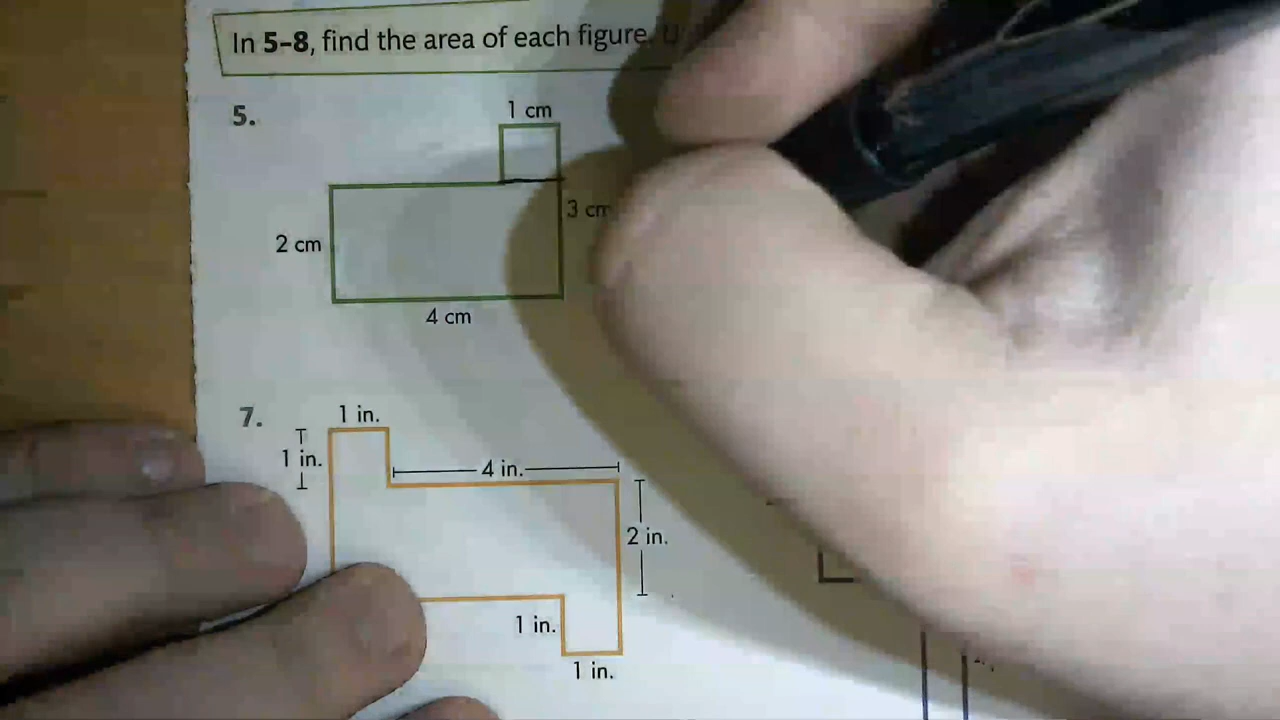 In 5–8, find the area of each figure.
5.
1 cm
3 cm
2 cm
4 cm
7.
1 in.
1 in.
4 in.
2 in.
1 in.
1 in.